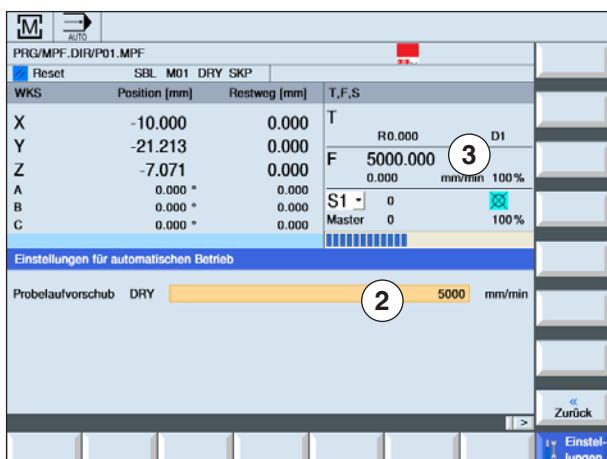 M
AUTO
PRG/MPF.DIR/P01.MPF
Reset SBL M01 DRY SKP
WKS Position [mm] Restweg [mm] T,F,S
X -10.000 0.000
Y -21.213 0.000
Z -7.071 0.000
A 0.000 ° 0.000
B 0.000 ° 0.000
C 0.000 ° 0.000
T
R0.000 D1
F 5000.000 3
0.000 mm/min 100%
S1 0
Master 0 100%
Einstellungen für automatischen Betrieb
Probelaufvorschub DRY 2 5000 mm/min
«
Zurück
>
Einstel-
lungen